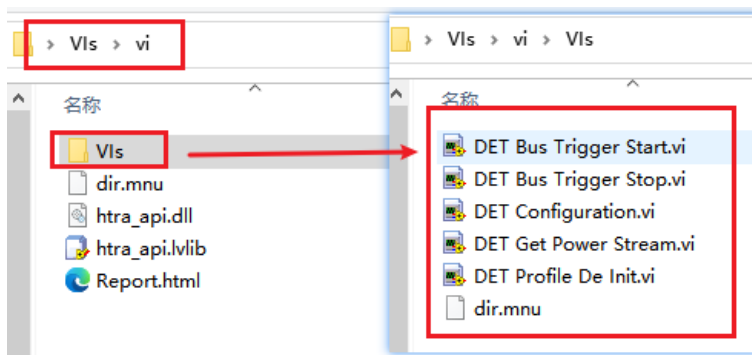 VIs > vi
名称
VIs
dir.mnu
htra_api.dll
htra_api.lvlib
Report.html
VIs > vi > VIs
名称
DET Bus Trigger Start.vi
DET Bus Trigger Stop.vi
DET Configuration.vi
DET Get Power Stream.vi
DET Profile De Init.vi
dir.mnu